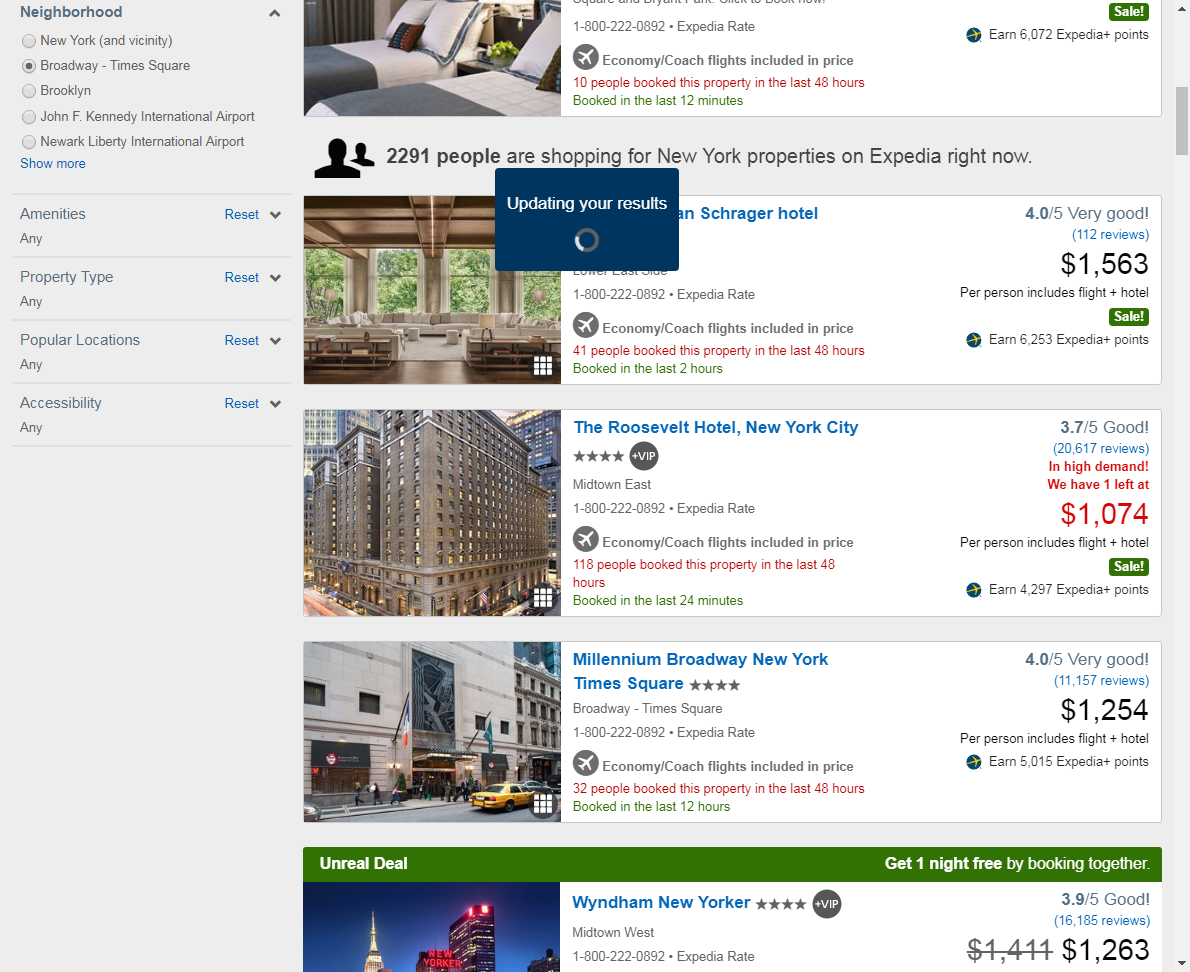 Neighborhood
New York (and vicinity)
Broadway - Times Square
Brooklyn
John F. Kennedy International Airport
Newark Liberty International Airport
Show more
Amenities
Reset
Any
Property Type
Reset
Any
Popular Locations
Reset
Any
Accessibility
Reset
Any
Square and Bryant Park. Click to Book now!
1-800-222-0892 • Expedia Rate
Economy/Coach flights included in price
10 people booked this property in the last 48 hours
Booked in the last 12 minutes
Sale!
Earn 6,072 Expedia+ points
2291 people are shopping for New York properties on Expedia right now.
Updating your results
an Schrager hotel
Lower East Side
1-800-222-0892 • Expedia Rate
Economy/Coach flights included in price
41 people booked this property in the last 48 hours
Booked in the last 2 hours
4.0/5 Very good!
(112 reviews)
$1,563
Per person includes flight + hotel
Sale!
Earn 6,253 Expedia+ points
The Roosevelt Hotel, New York City
+VIP
Midtown East
1-800-222-0892 • Expedia Rate
Economy/Coach flights included in price
118 people booked this property in the last 48
hours
Booked in the last 24 minutes
3.7/5 Good!
(20,617 reviews)
In high demand!
We have 1 left at
$1,074
Per person includes flight + hotel
Sale!
Earn 4,297 Expedia+ points
Millennium Broadway New York
Times Square
Broadway - Times Square
1-800-222-0892 • Expedia Rate
Economy/Coach flights included in price
32 people booked this property in the last 48 hours
Booked in the last 12 hours
4.0/5 Very good!
(11,157 reviews)
$1,254
Per person includes flight + hotel
Earn 5,015 Expedia+ points
Unreal Deal
Get 1 night free by booking together.
NEW
YORKER
Wyndham New Yorker
+VIP
Midtown West
1-800-222-0892 • Expedia Rate
3.9/5 Good!
(16,185 reviews)
$1,411 $1,263